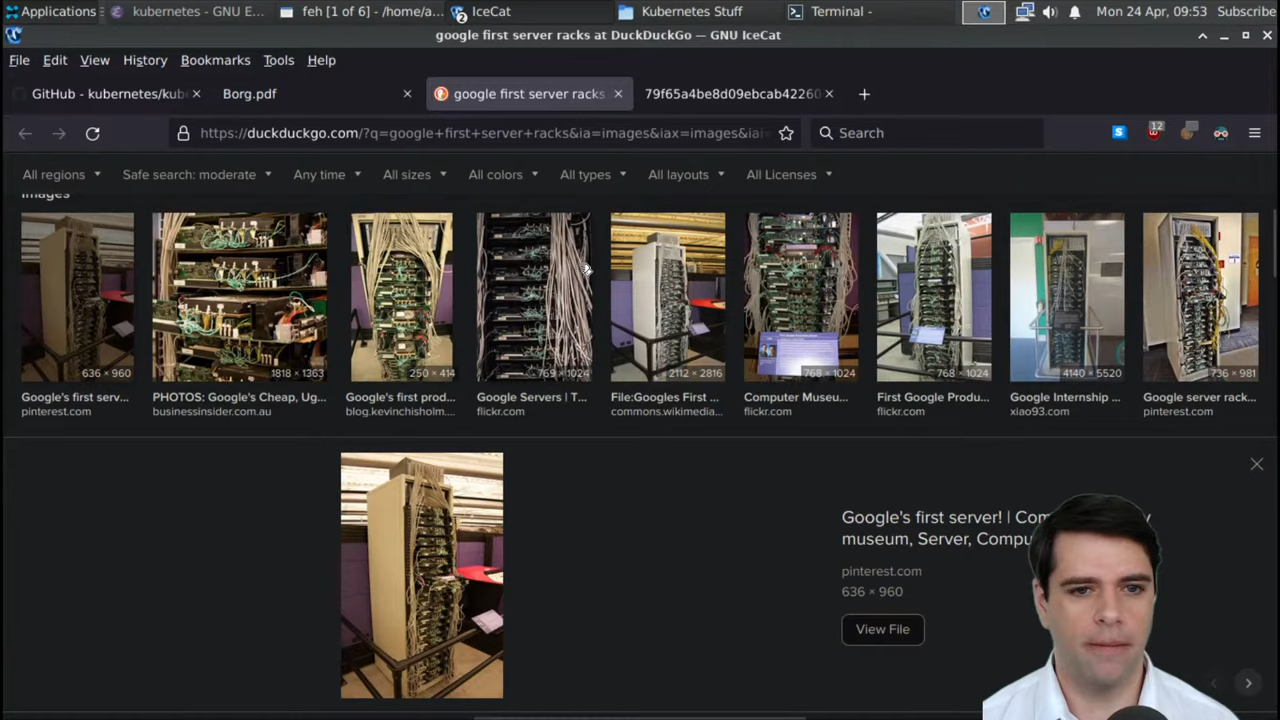 Applications
kubernetes - GNU E...
feh [1 of 6] - /home/a...
2
IceCat
Kubernetes Stuff
Terminal -
Mon 24 Apr, 09:53
Subscribe
google first server racks at DuckDuckGo — GNU IceCat
File Edit View History Bookmarks Tools Help
GitHub - kubernetes/kub
Borg.pdf
google first server racks
79f65a4be8d09ebcab42260
https://duckduckgo.com/?q=google+first+server+racks&ia=images&iax=images&iai=
Search
S
12
All regions
Safe search: moderate
Any time
All sizes
All colors
All types
All layouts
All Licenses
Images
636 × 960
1818 × 1363
250 × 414
769 × 1024
2112 × 2816
768 × 1024
768 × 1024
4140 × 5520
736 × 981
Google's first serv...
PHOTOS: Google's Cheap, Ug...
Google's first prod...
Google Servers | T...
File:Googles First ...
Computer Museu...
First Google Produ...
Google Internship ...
Google server rack...
pinterest.com
businessinsider.com.au
blog.kevinchisholm....
flickr.com
commons.wikimedia...
flickr.com
flickr.com
xiao93.com
pinterest.com
Google's first server! | Com
museum, Server, Compu
pinterest.com
636 × 960
View File